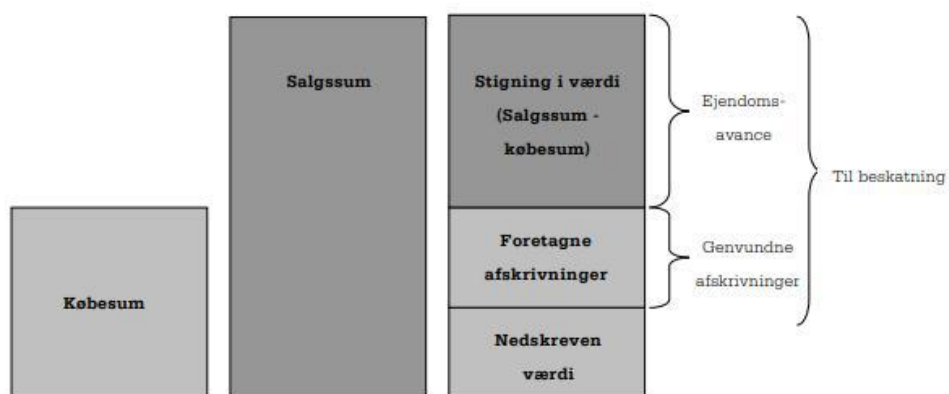 Salgssum
Stigning i værdi
(Salgssum -
købesum)
Ejendoms-
avance
Til beskatning
Købesum
Foretagne
afskrivninger
Genvundne
afskrivninger
Nedskreven
værdi